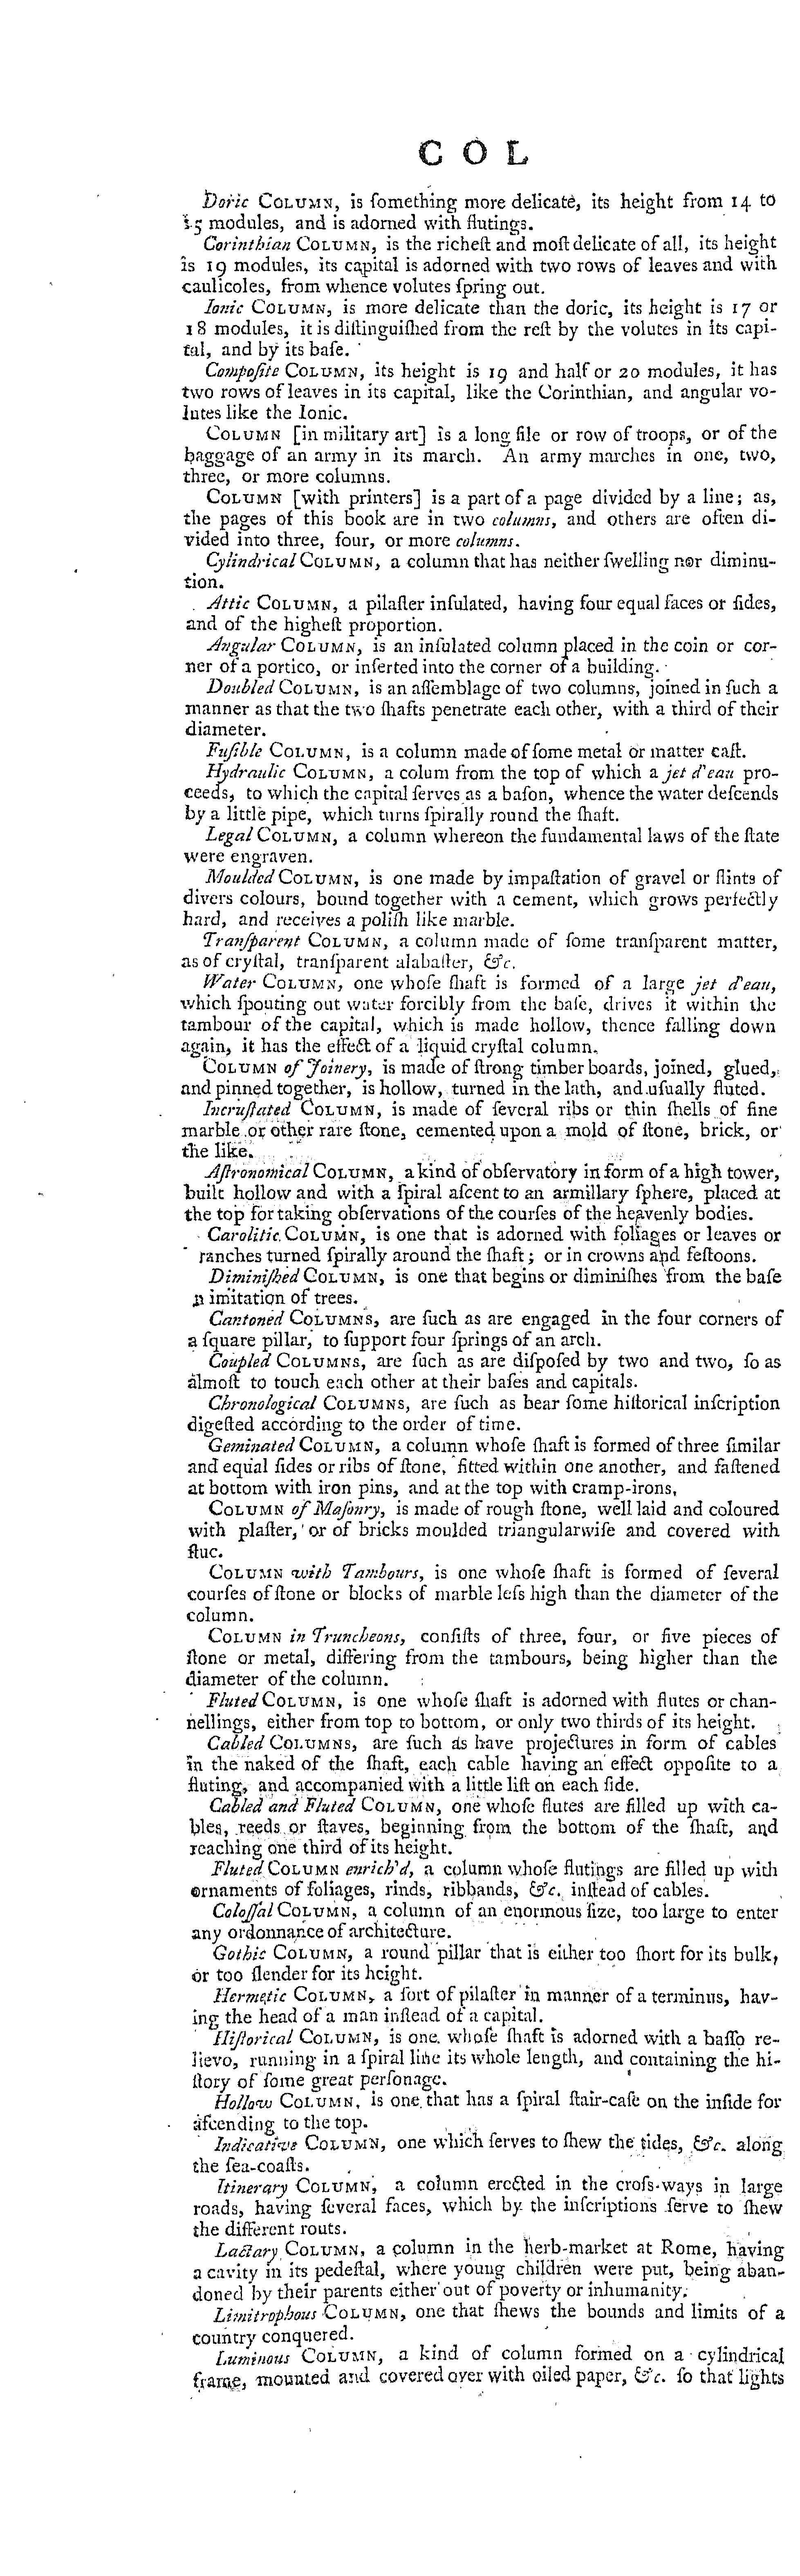 C O L
Doric COLUMN, is ſomething more delicate, its height from 14 to
15 modules, and is adorned with flutings.
Corinthian COLUMN, is the richeſt and moſt delicate of all, its height
is 19 modules, its capital is adorned with two rows of leaves and with
caulicoles, from whence volutes ſpring out.
Ionic COLUMN, is more delicate than the doric, its height is 17 or
18 modules, it is diſtinguiſhed from the reſt by the volutes in its capi-
tal, and by its baſe.
Compoſite COLUMN, its height is 19 and half or 20 modules, it has
two rows of leaves in its capital, like the Corinthian, and angular vo-
lutes like the Ionic.
COLUMN [in military art] is a long file or row of troops, or of the
baggage of an army in its march. An army marches in one, two,
three, or more columns.
COLUMN [with printers] is a part of a page divided by a line; as,
the pages of this book are in two columns, and others are often di-
vided into three, four, or more columns.
Cylindrical COLUMN, a column that has neither ſwelling nor diminu-
tion.
Attic COLUMN, a pilaſter inſulated, having four equal faces or ſides,
and of the higheſt proportion.
Angular COLUMN, is an inſulated column placed in the coin or cor-
ner of a portico, or inſerted into the corner of a building.
Doubled COLUMN, is an aſſemblage of two columns, joined in ſuch a
manner as that the two ſhafts penetrate each other, with a third of their
diameter.
Fuſible COLUMN, is a column made of ſome metal or matter caſt.
Hydraulic COLUMN, a colum from the top of which a jet d'eau pro-
ceeds, to which the capital ſerves as a baſon, whence the water deſcends
by a little pipe, which turns ſpirally round the ſhaft.
Legal COLUMN, a column whereon the fundamental laws of the ſtate
were engraven.
Moulded COLUMN, is one made by impaſtation of gravel or flints of
divers colours, bound together with a cement, which grows perfectly
hard, and receives a poliſh like marble.
Tranſparent COLUMN, a column made of ſome tranſparent matter,
as of cryſtal, tranſparent alabaſter, &c.
Water COLUMN, one whoſe ſhaft is formed of a large jet d'eau,
which ſpouting out water forcibly from the baſe, drives it within the
tambour of the capital, which is made hollow, thence falling down
again, it has the effect of a liquid cryſtal column.
COLUMN of Joinery, is made of ſtrong timber boards, joined, glued,
and pinned together, is hollow, turned in the lath, and uſually fluted.
Incruſtated COLUMN, is made of ſeveral ribs or thin ſhells of fine
marble or other rare ſtone, cemented upon a mold of ſtone, brick, or
the like.
Aſtronomical COLUMN, a kind of obſervatory in form of a high tower,
built hollow and with a ſpiral aſcent to an armillary ſphere, placed at
the top for taking obſervations of the courſes of the heavenly bodies.
Carolitic COLUMN, is one that is adorned with foliages or leaves or
ranches turned ſpirally around the ſhaft; or in crowns and feſtoons.
Diminiſhed COLUMN, is one that begins or diminiſhes from the baſe
n imitation of trees.
Cantoned COLUMNS, are ſuch as are engaged in the four corners of
a ſquare pillar, to ſupport four ſprings of an arch.
Coupled COLUMNS, are ſuch as are diſpoſed by two and two, ſo as
almoſt to touch each other at their baſes and capitals.
Chronological COLUMNS, are ſuch as bear ſome hiſtorical inſcription
digeſted according to the order of time.
Geminated COLUMN, a column whoſe ſhaft is formed of three ſimilar
and equal ſides or ribs of ſtone, fitted within one another, and faſtened
at bottom with iron pins, and at the top with cramp-irons,
COLUMN of Maſonry, is made of rough ſtone, well laid and coloured
with plaſter, or of bricks moulded triangularwiſe and covered with
ſtuc.
COLUMN with Tambours, is one whoſe ſhaft is formed of ſeveral
courſes of ſtone or blocks of marble leſs high than the diameter of the
column.
COLUMN in Truncheons, conſiſts of three, four, or five pieces of
ſtone or metal, differing from the tambours, being higher than the
diameter of the column.
Fluted COLUMN, is one whoſe ſhaft is adorned with flutes or chan-
nellings, either from top to bottom, or only two thirds of its height.
Cabled COLUMNS, are ſuch as have projectures in form of cables
in the naked of the ſhaft, each cable having an effect oppoſite to a
fluting, and accompanied with a little liſt on each ſide.
Cabled and Fluted COLUMN, one whoſe flutes are filled up with ca-
bles, reeds or ſtaves, beginning from the bottom of the ſhaft, and
reaching one third of its height.
Fluted COLUMN enrich'd, a column whoſe flutings are filled up with
ornaments of foliages, rinds, ribbands, &c. inſtead of cables.
Coloſſal COLUMN, a column of an enormous ſize, too large to enter
any ordonnance of architecture.
Gothic COLUMN, a round pillar that is either too ſhort for its bulk,
or too ſlender for its height.
Hermetic COLUMN, a ſort of pilaſter in manner of a terminus, hav-
ing the head of a man inſtead of a capital.
Hiſtorical COLUMN, is one whoſe ſhaft is adorned with a baſſo re-
lievo, running in a ſpiral line its whole length, and containing the hi-
ſtory of ſome great perſonage.
Hollow COLUMN, is one that has a ſpiral ſtair-caſe on the inſide for
aſcending to the top.
Indicative COLUMN, one which ſerves to ſhew the tides, &c. along
the ſea-coaſts.
Itinerary COLUMN, a column erected in the croſs-ways in large
roads, having ſeveral faces, which by the inſcriptions ſerve to ſhew
the different routs.
Lactary COLUMN, a column in the herb-market at Rome, having
a cavity in its pedeſtal, where young children were put, being aban-
doned by their parents either out of poverty or inhumanity.
Limitrophous COLUMN, one that ſhews the bounds and limits of a
country conquered.
Luminous COLUMN, a kind of column formed on a cylindrical
frame, mounted and covered over with oiled paper, &c. ſo that lights